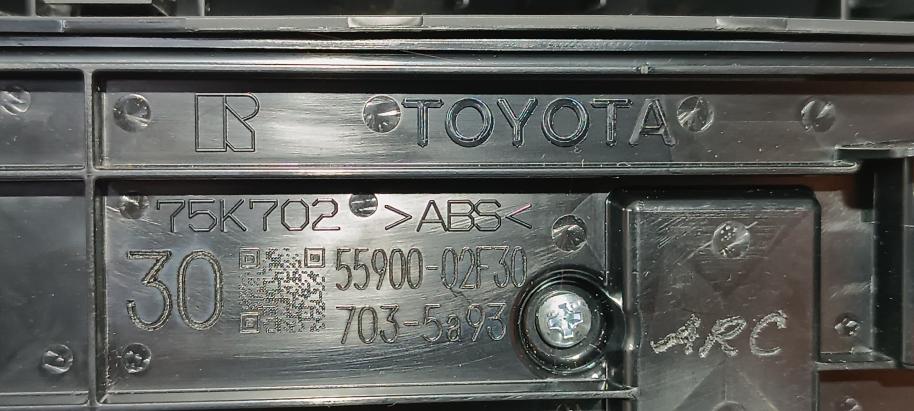 R TOYOTA
75K702 >ABS<
30
55900-02F30
703-5a93
ARC